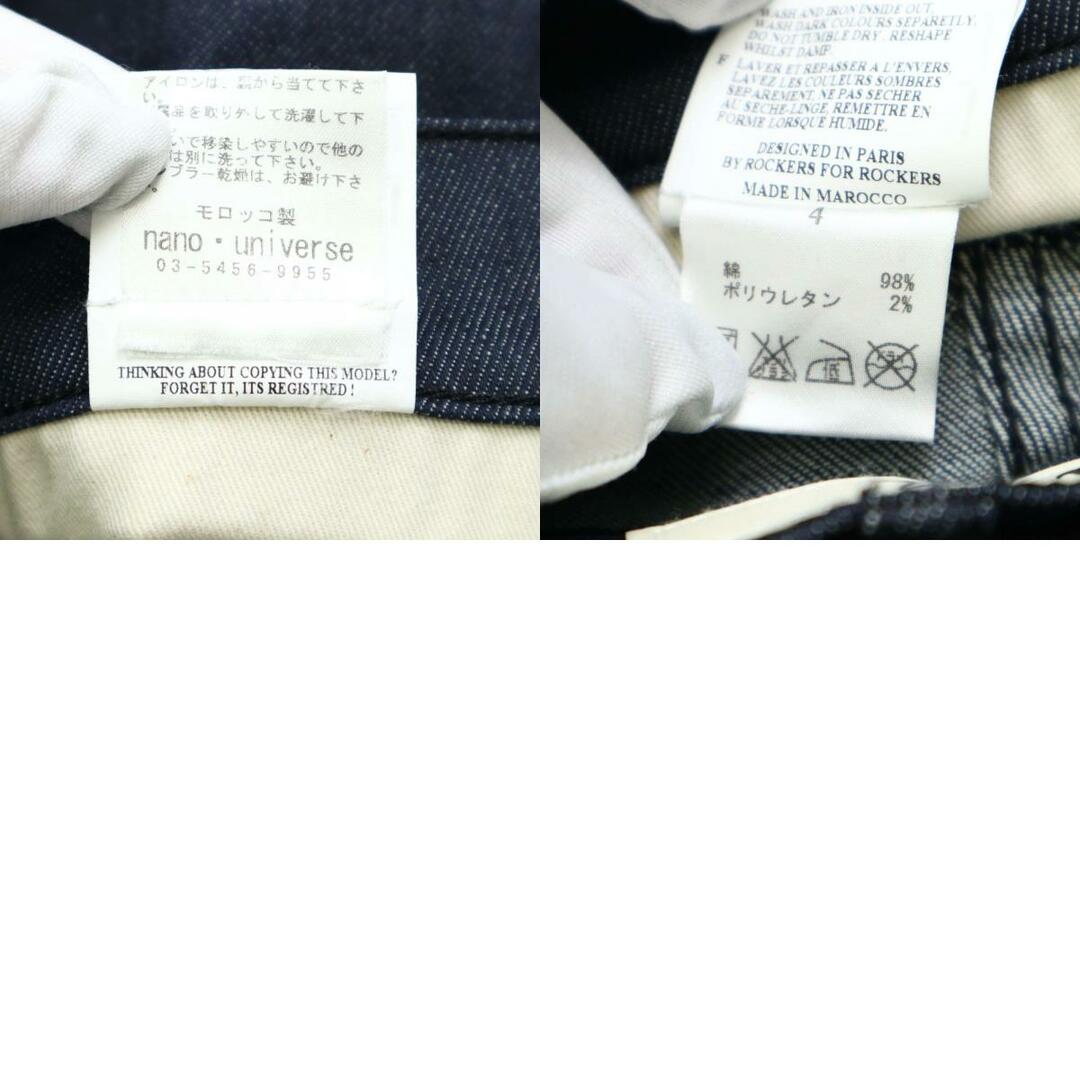 アイロンは、裏から当てて下さ
い。
属品を取り外して洗濯して下
いで移染しやすいので他の
は別に洗って下さい。
ブラー乾燥は、お避け下さ
モロッコ製
nano・universe
03-5456-9955
THINKING ABOUT COPYING THIS MODEL?
FORGET IT, ITS REGISTRED !
WASH AND IRON INSIDE OUT.
WASH DARK COLOURS SEPARETLY.
DO NOT TUMBLE DRY. RESHAPE
WHILST DAMP.
F LAVER ET REPASSER A L'ENVERS,
LAVEZ LES COULEURS SOMBRES
SEPAREMENT, NE PAS SECHER
AU SECHE-LINGE, REMETTRE EN
FORME LORSQUE HUMIDE.
DESIGNED IN PARIS
BY ROCKERS FOR ROCKERS
MADE IN MAROCCO
4
綿 98%
ポリウレタン 2%
低